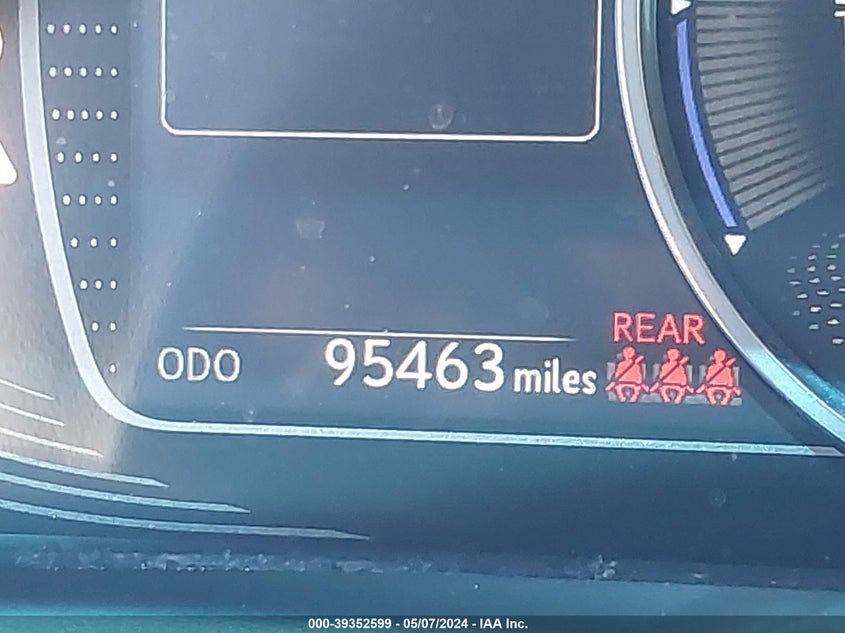 REAR
ODO 95463 miles
000-39352599 - 05/07/2024 - IAA Inc.